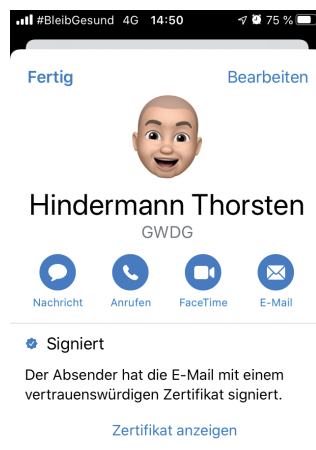 #BleibGesund 4G 14:50 75 %
Fertig Bearbeiten
Hindermann Thorsten
GWDG
Nachricht Anrufen FaceTime E-Mail
Signiert
Der Absender hat die E-Mail mit einem
vertrauenswürdigen Zertifikat signiert.
Zertifikat anzeigen